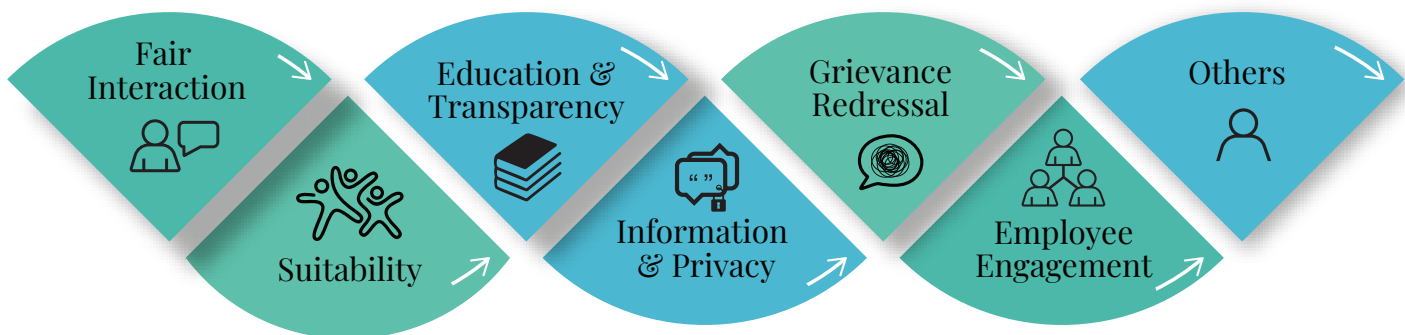 Fair
Interaction
Suitability
Education &
Transparency
“ ”
Information
& Privacy
Grievance
Redressal
Employee
Engagement
Others